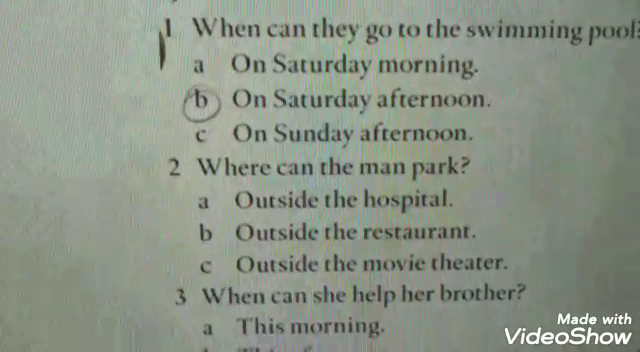 1 When can they go to the swimming pool?
a On Saturday morning.
b On Saturday afternoon.
c On Sunday afternoon.
2 Where can the man park?
a Outside the hospital.
b Outside the restaurant.
c Outside the movie theater.
3 When can she help her brother?
a This morning.
Made with
VideoShow